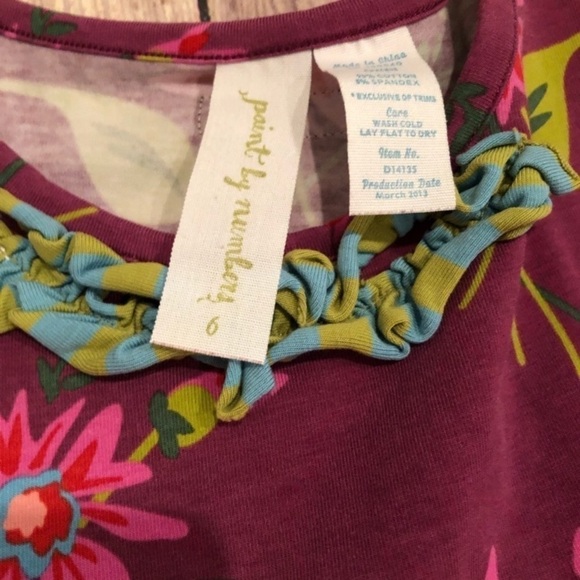 paint by numbers
6
Made in China
COTTON
5% SPANDEX
*EXCLUSIVE OF TRIMS
Care
WASH COLD
LAY FLAT TO DRY
Item No.
D14135
Production Date
March 2013